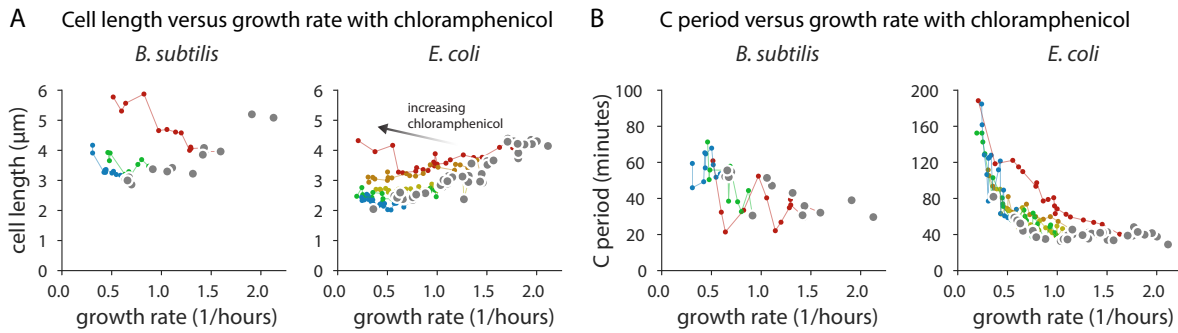 A Cell length versus growth rate with chloramphenicol
B. subtilis
E. coli
cell length (µm)
6
5
4
3
2
1
0
0.0 0.5 1.0 1.5 2.0
growth rate (1/hours)
increasing
chloramphenicol
6
5
4
3
2
1
0
0.0 0.5 1.0 1.5 2.0
growth rate (1/hours)
B C period versus growth rate with chloramphenicol
B. subtilis
E. coli
C period (minutes)
100
80
60
40
20
0
0.0 0.5 1.0 1.5 2.0
growth rate (1/hours)
200
160
120
80
40
0
0.0 0.5 1.0 1.5 2.0
growth rate (1/hours)